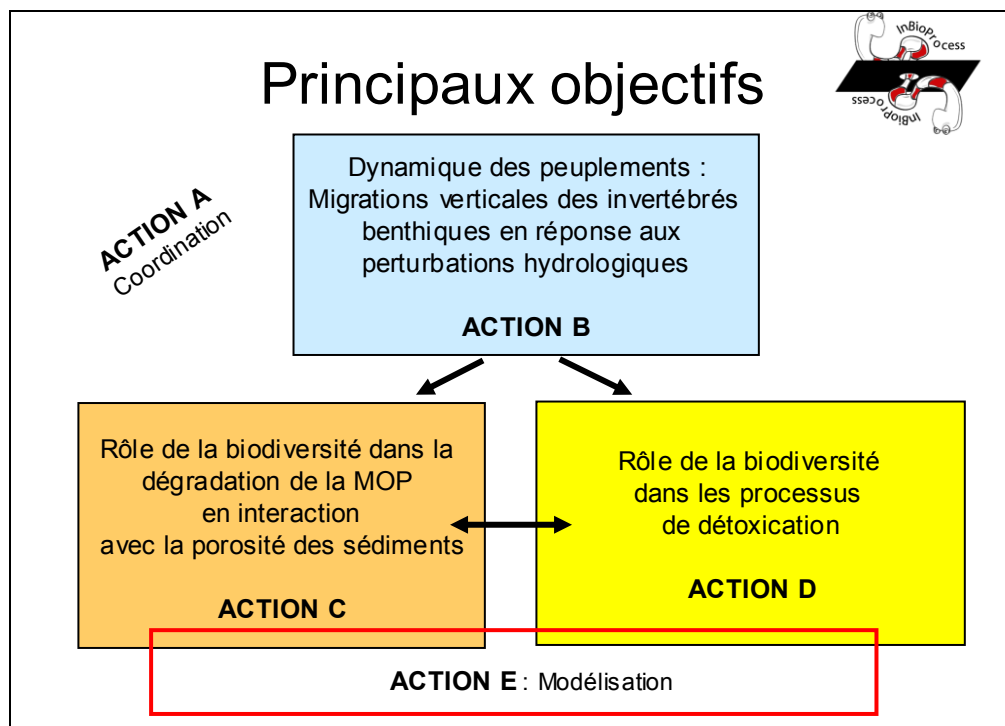 InBioProcess
InBioProcess
Principaux objectifs
ACTION A
Coordination
Dynamique des peuplements :
Migrations verticales des invertébrés
benthiques en réponse aux
perturbations hydrologiques
ACTION B
Rôle de la biodiversité dans la
dégradation de la MOP
en interaction
avec la porosité des sédiments
ACTION C
Rôle de la biodiversité
dans les processus
de détoxication
ACTION D
ACTION E : Modélisation